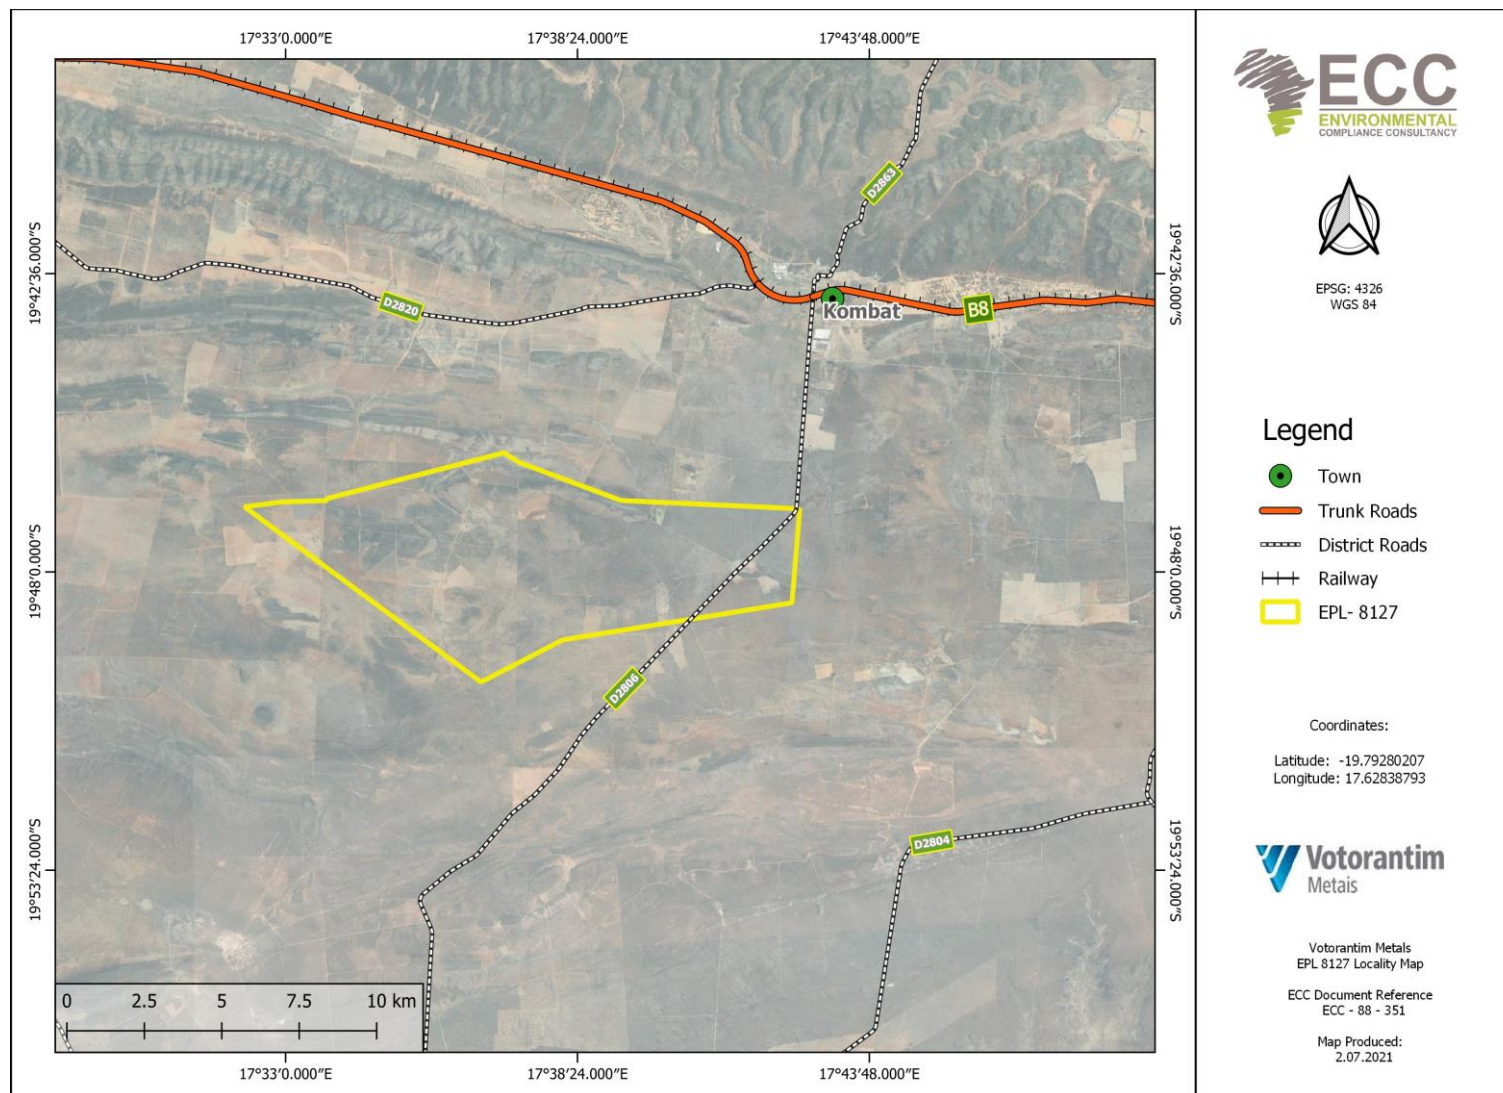 17°33'0.000"E
17°38'24.000"E
17°43'48.000"E
19°42'36.000"S
19°48'0.000"S
19°53'24.000"S
D2863
D2820
B8
Kombat
D2806
D2804
0
2.5
5
7.5
10 km
17°33'0.000"E
17°38'24.000"E
17°43'48.000"E
19°42'36.000"S
19°48'0.000"S
19°53'24.000"S
ECC
ENVIRONMENTAL
COMPLIANCE CONSULTANCY
EPSG: 4326
WGS 84
Legend
Town
Trunk Roads
District Roads
Railway
EPL- 8127
Coordinates:
Latitude: -19.79280207
Longitude: 17.62838793
Votorantim
Metais
Votorantim Metals
EPL 8127 Locality Map
ECC Document Reference
ECC - 88 - 351
Map Produced:
2.07.2021